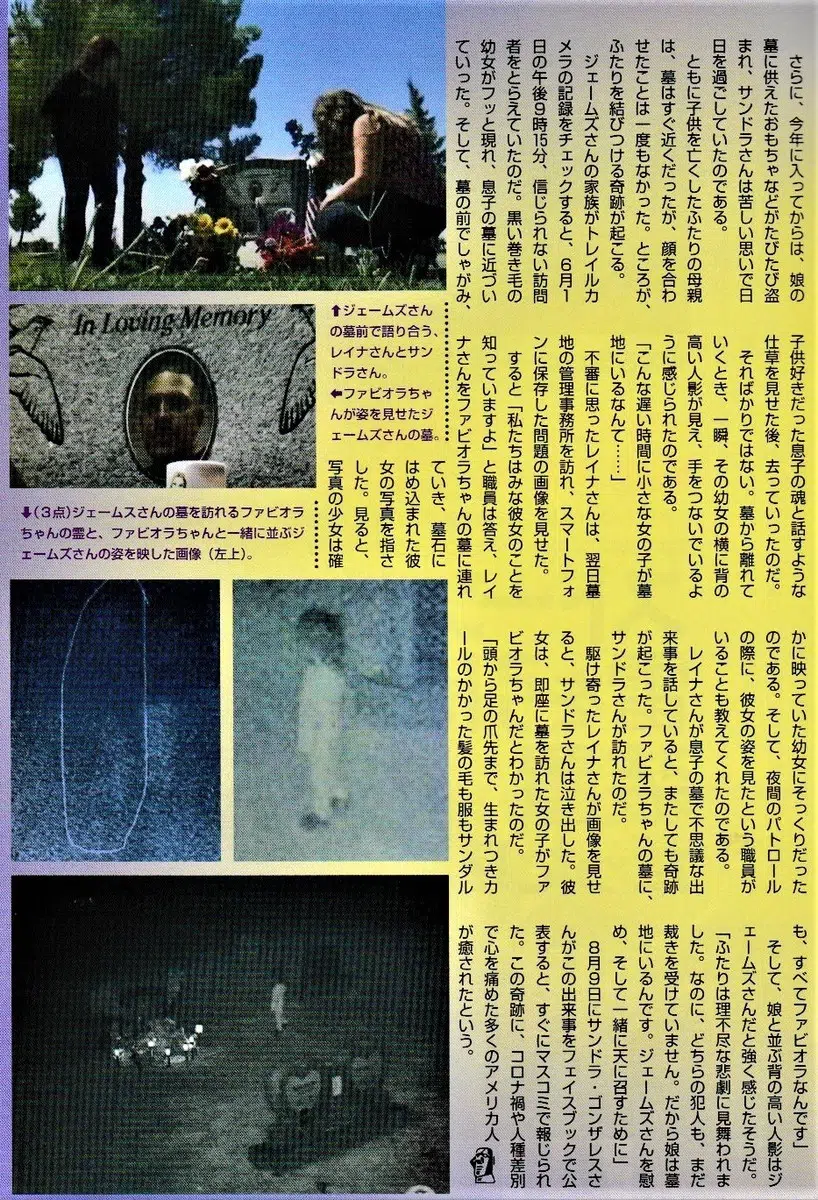 さらに、今年に入ってからは、娘の
墓に供えたおもちゃなどがたびたび盗
まれ、サンドラさんは苦しい思いで日
日を過ごしていたのである。
ともに子供を亡くしたふたりの母親
は、墓はすぐ近くだったが、顔を合わ
せたことは一度もなかった。ところが、
ふたりを結びつける奇跡が起こる。
ジェームズさんの家族がトレイルカ
メラの記録をチェックすると、6月1
日の午後9時15分、信じられない訪問
者をとらえていたのだ。黒い巻き毛の
幼女がフッと現れ、息子の墓に近づい
ていった。そして、墓の前でしゃがみ、
子供好きだった息子の魂と話すような
仕草を見せた後、去っていったのだ。
そればかりではない。墓から離れて
いくとき、一瞬、その幼女の横に背の
高い人影が見え、手をつないでいるよ
うに感じられたのである。
「こんな遅い時間に小さな女の子が墓
地にいるなんて……」
不審に思ったレイナさんは、翌日墓
地の管理事務所を訪れ、スマートフォ
ンに保存した問題の画像を見せた。
すると「私たちはみな彼女のことを
知っていますよ」と職員は答え、レイ
ナさんをファビオラちゃんの墓に連れ
ていき、墓石に
はめ込まれた彼
女の写真を指さ
した。見ると、
写真の少女は確
かに映っていた幼女にそっくりだった
のである。そして、夜間のパトロール
の際に、彼女の姿を見たという職員が
いることも教えてくれたのである。
レイナさんが息子の墓で不思議な出
来事を話していると、またしても奇跡
が起こった。ファビオラちゃんの墓に、
サンドラさんが訪れたのだ。
駆け寄ったレイナさんが画像を見せ
ると、サンドラさんは泣き出した。彼
女は、即座に墓を訪れた女の子がファ
ビオラちゃんだとわかったのだ。
「頭から足の爪先まで、生まれつきカ
ールのかかった髪の毛も服もサンダル
も、すべてファビオラなんです」
そして、娘と並ぶ背の高い人影はジ
ェームズさんだと強く感じたそうだ。
「ふたりは理不尽な悲劇に見舞われま
した。なのに、どちらの犯人も、まだ
裁きを受けていません。だから娘は墓
地にいるんです。ジェームズさんを慰
め、そして一緒に天に召すために」
8月9日にサンドラ・ゴンザレスさ
んがこの出来事をフェイスブックで公
表すると、すぐにマスコミで報じられ
た。この奇跡に、コロナ禍や人種差別
で心を痛めた多くのアメリカ人
が癒されたという。
⬆ジェームズさん
の墓前で語り合う、
レイナさんとサン
ドラさん。
⬅ファビオラちゃ
んが姿を見せたジ
ェームズさんの墓。
In Loving Memory
⬇(3点)ジェームスさんの墓を訪れるファビオラ
ちゃんの霊と、ファビオラちゃんと一緒に並ぶジ
ェームズさんの姿を映した画像(左上)。